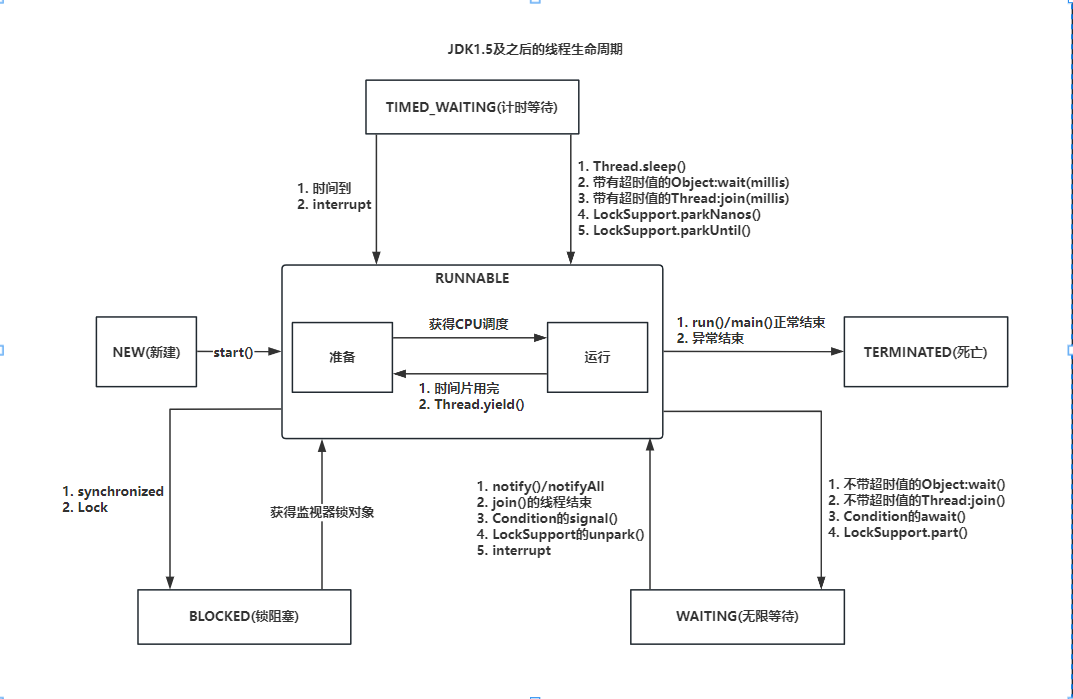 JDK1.5及之后的线程生命周期
TIMED_WAITING(计时等待)
1. 时间到
2. interrupt
1. Thread.sleep()
2. 带有超时值的Object:wait(millis)
3. 带有超时值的Thread:join(millis)
4. LockSupport.parkNanos()
5. LockSupport.parkUntil()
RUNNABLE
NEW(新建)
start()
准备
获得CPU调度
1. 时间片用完
2. Thread.yield()
运行
1. run()/main()正常结束
2. 异常结束
TERMINATED(死亡)
1. synchronized
2. Lock
获得监视器锁对象
1. notify()/notifyAll
2. join()的线程结束
3. Condition的signal()
4. LockSupport的unpark()
5. interrupt
1. 不带超时值的Object:wait()
2. 不带超时值的Thread:join()
3. Condition的await()
4. LockSupport.part()
BLOCKED(锁阻塞)
WAITING(无限等待)